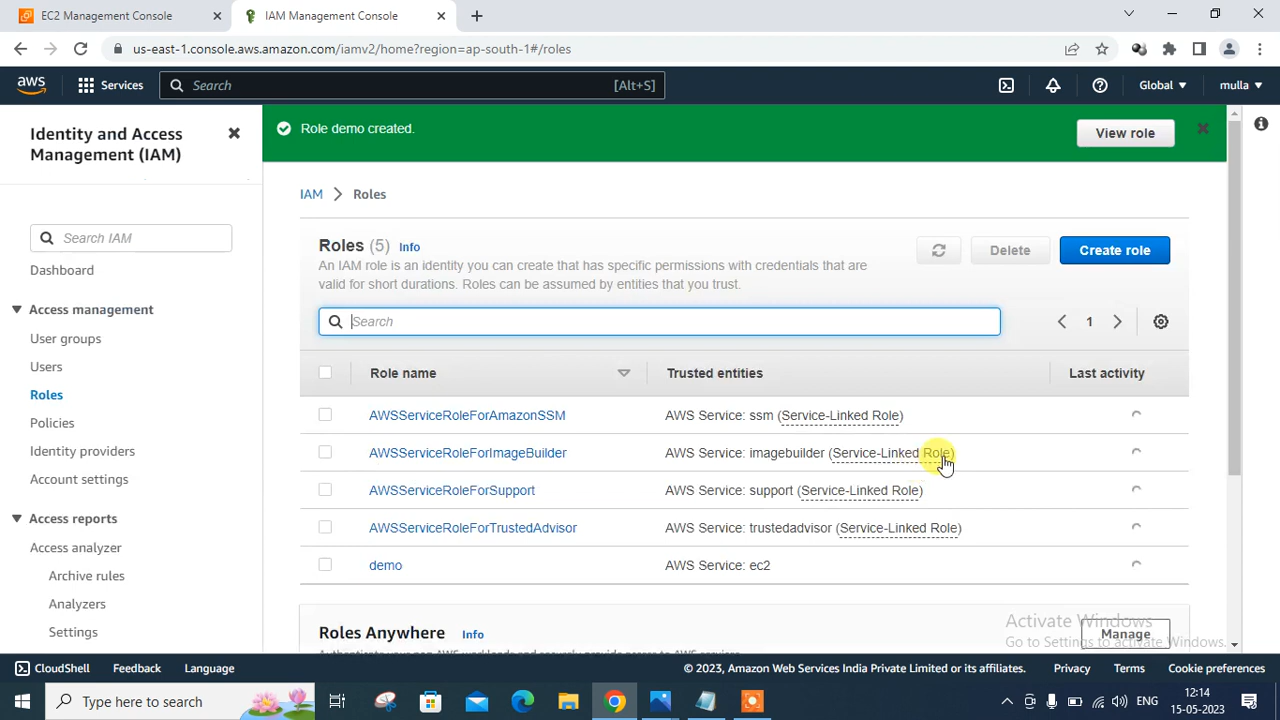 EC2 Management Console
IAM Management Console
us-east-1.console.aws.amazon.com/iamv2/home?region=ap-south-1#/roles
aws
Services
Search
[Alt+S]
Global
mulla
Identity and Access
Management (IAM)
Search IAM
Dashboard
Access management
User groups
Users
Roles
Policies
Identity providers
Account settings
Access reports
Access analyzer
Archive rules
Analyzers
Settings
Role demo created.
View role
IAM
Roles
Roles (5) Info
Delete
Create role
An IAM role is an identity you can create that has specific permissions with credentials that are
valid for short durations. Roles can be assumed by entities that you trust.
Search
1
Role name
Trusted entities
Last activity
AWSServiceRoleForAmazonSSM
AWS Service: ssm (Service-Linked Role)
AWSServiceRoleForImageBuilder
AWS Service: imagebuilder (Service-Linked Role)
AWSServiceRoleForSupport
AWS Service: support (Service-Linked Role)
AWSServiceRoleForTrustedAdvisor
AWS Service: trustedadvisor (Service-Linked Role)
demo
AWS Service: ec2
Roles Anywhere Info
Manage
Activate Windows
Go to Settings to activate Windows.
CloudShell
Feedback
Language
© 2023, Amazon Web Services India Private Limited or its affiliates.
Privacy
Terms
Cookie preferences
Type here to search
ENG
12:14
15-05-2023